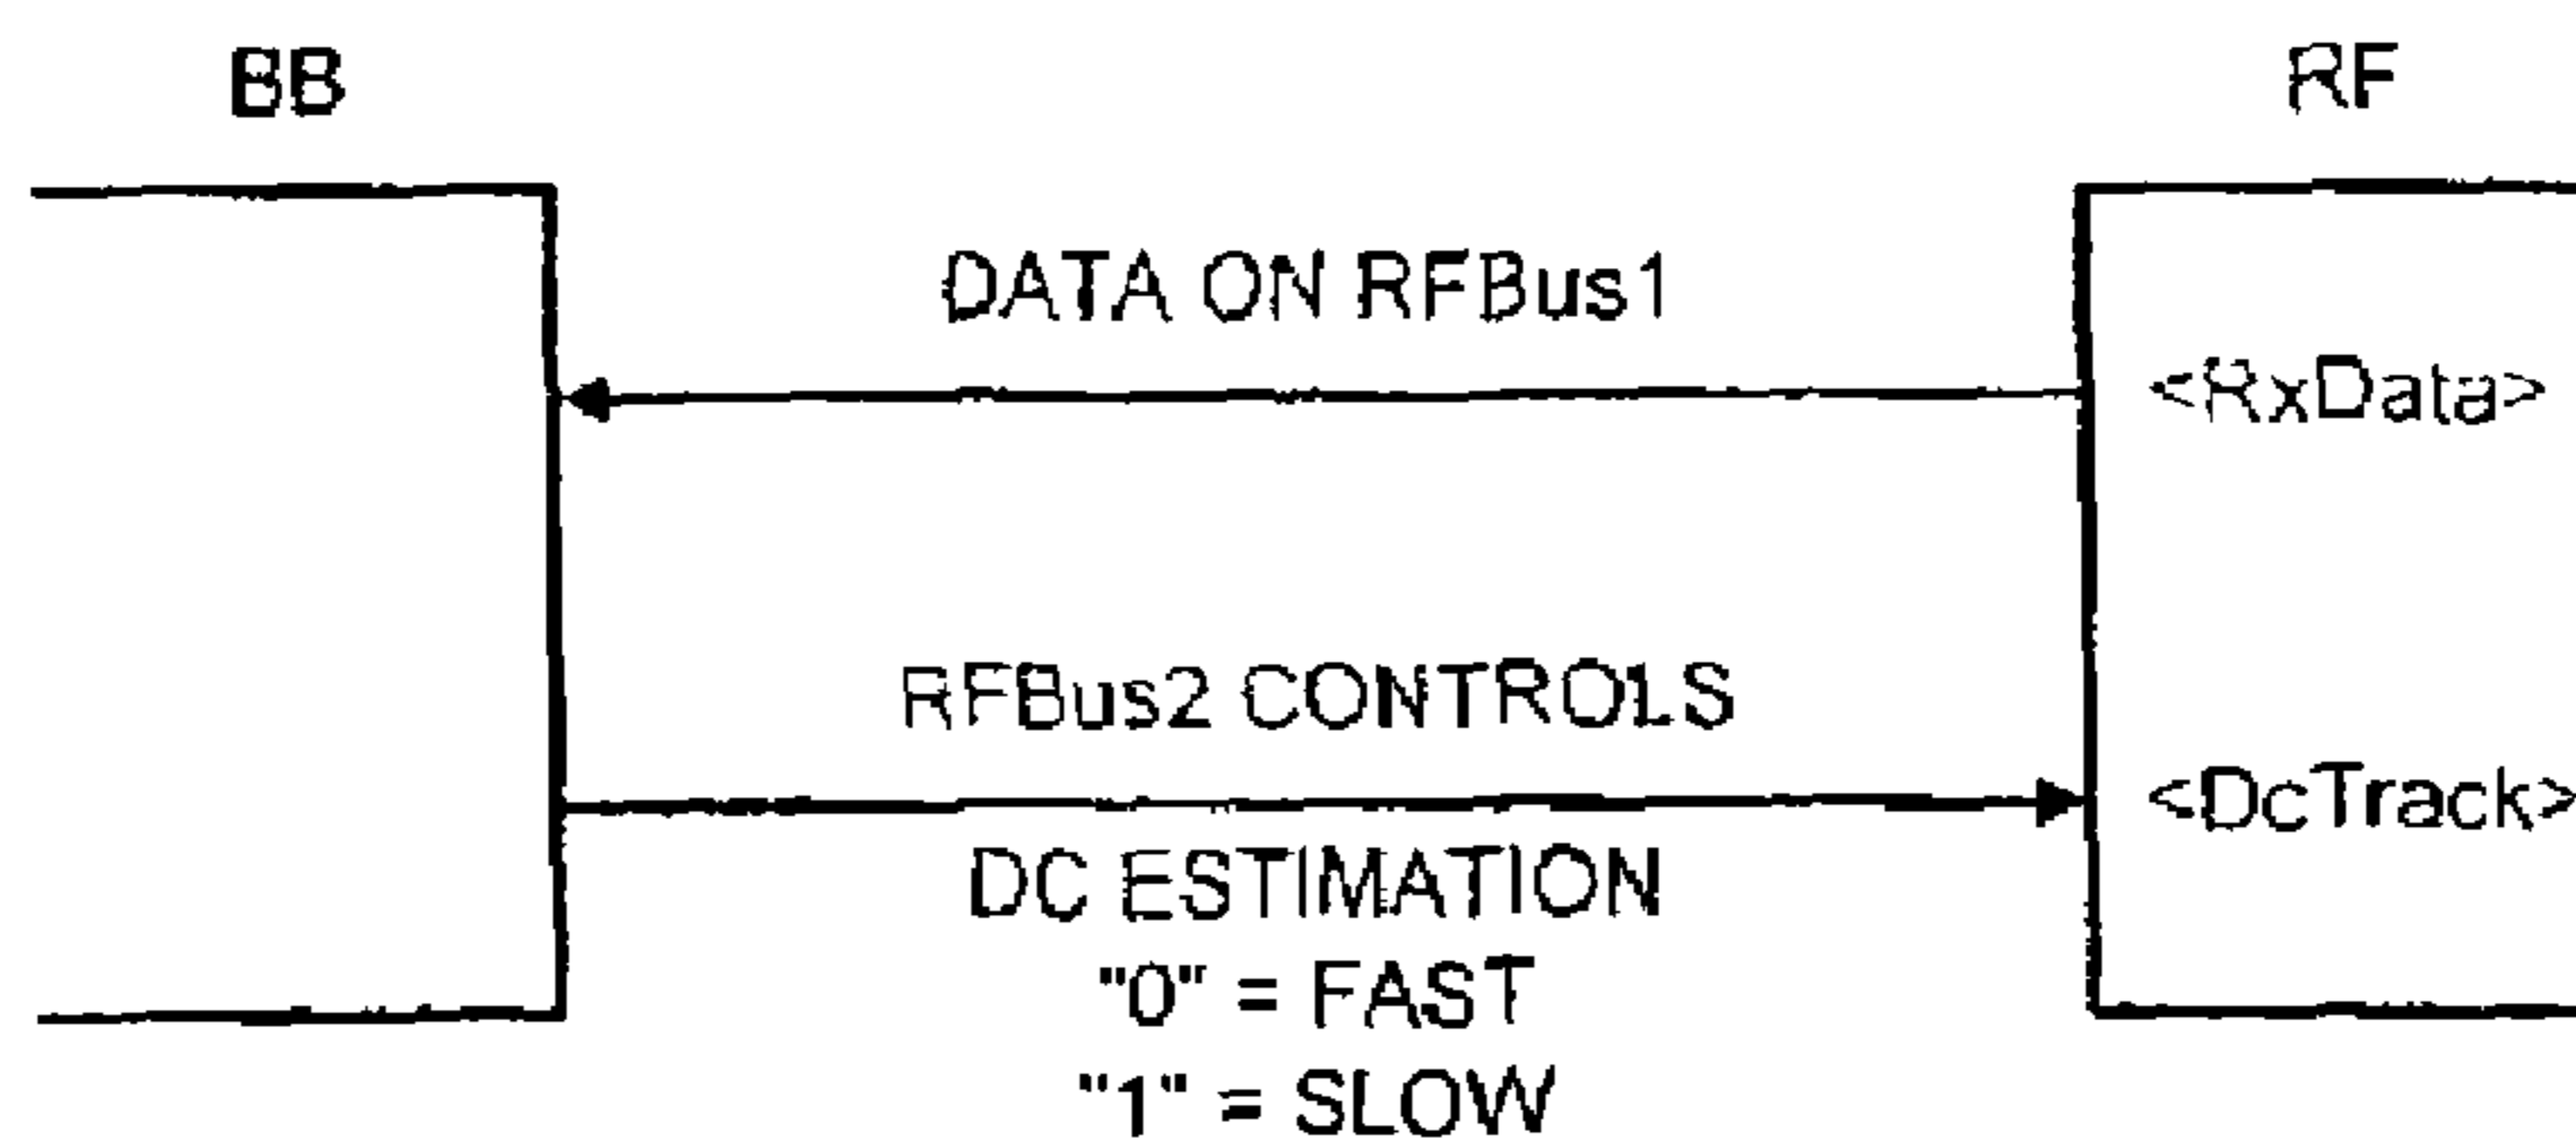 BB
RF
DATA ON RFBus1
<RxData>
RFBus2 CONTROLS
<DcTrack>
DC ESTIMATION
"0" = FAST
"1" = SLOW